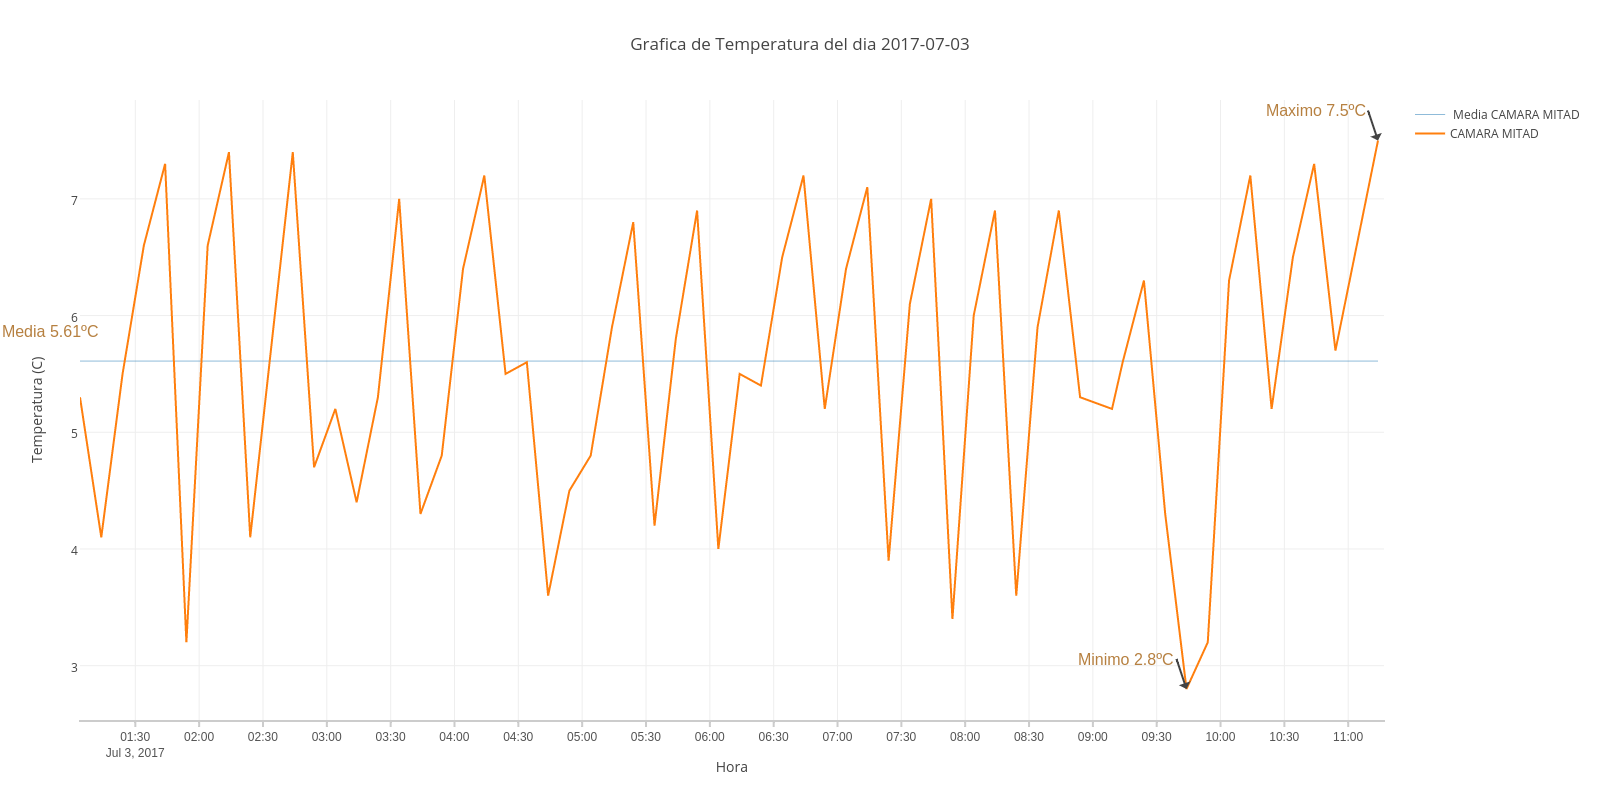 Grafica de Temperatura del dia 2017-07-03
Maximo 7.5ºC
Media CAMARA MITAD
CAMARA MITAD
7
6
Media 5.61ºC
Temperatura (C)
5
4
Minimo 2.8ºC
3
01:30 02:00 02:30 03:00 03:30 04:00 04:30 05:00 05:30 06:00 06:30 07:00 07:30 08:00 08:30 09:00 09:30 10:00 10:30 11:00
Jul 3, 2017
Hora